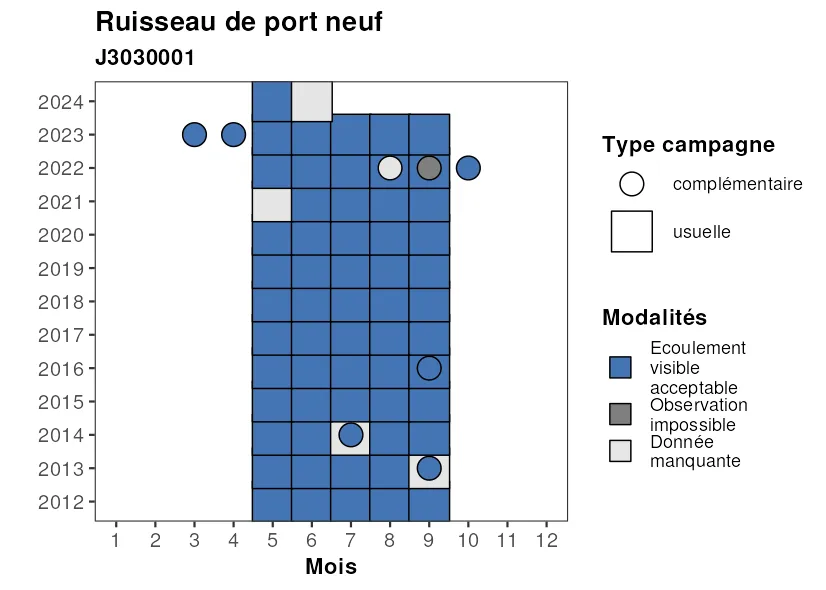 Ruisseau de port neuf
J3030001
2024
2023
2022
2021
2020
2019
2018
2017
2016
2015
2014
2013
2012
1 2 3 4 5 6 7 8 9 10 11 12
Mois
Type campagne
complémentaire
usuelle
Modalités
Ecoulement
visible
acceptable
Observation
impossible
Donnée
manquante